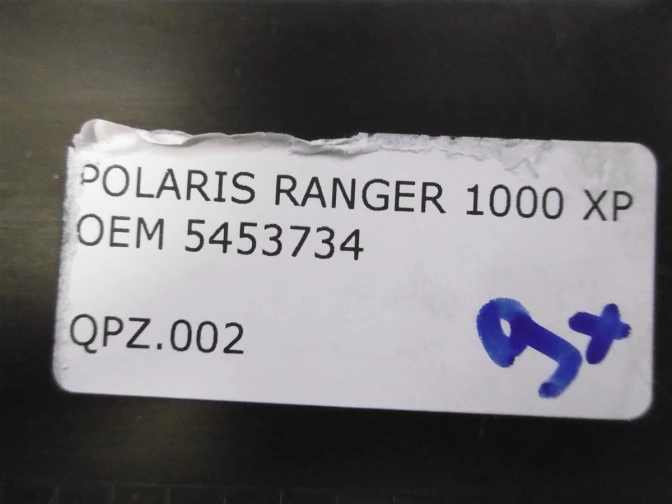 POLARIS RANGER 1000 XP
OEM 5453734
QPZ.002